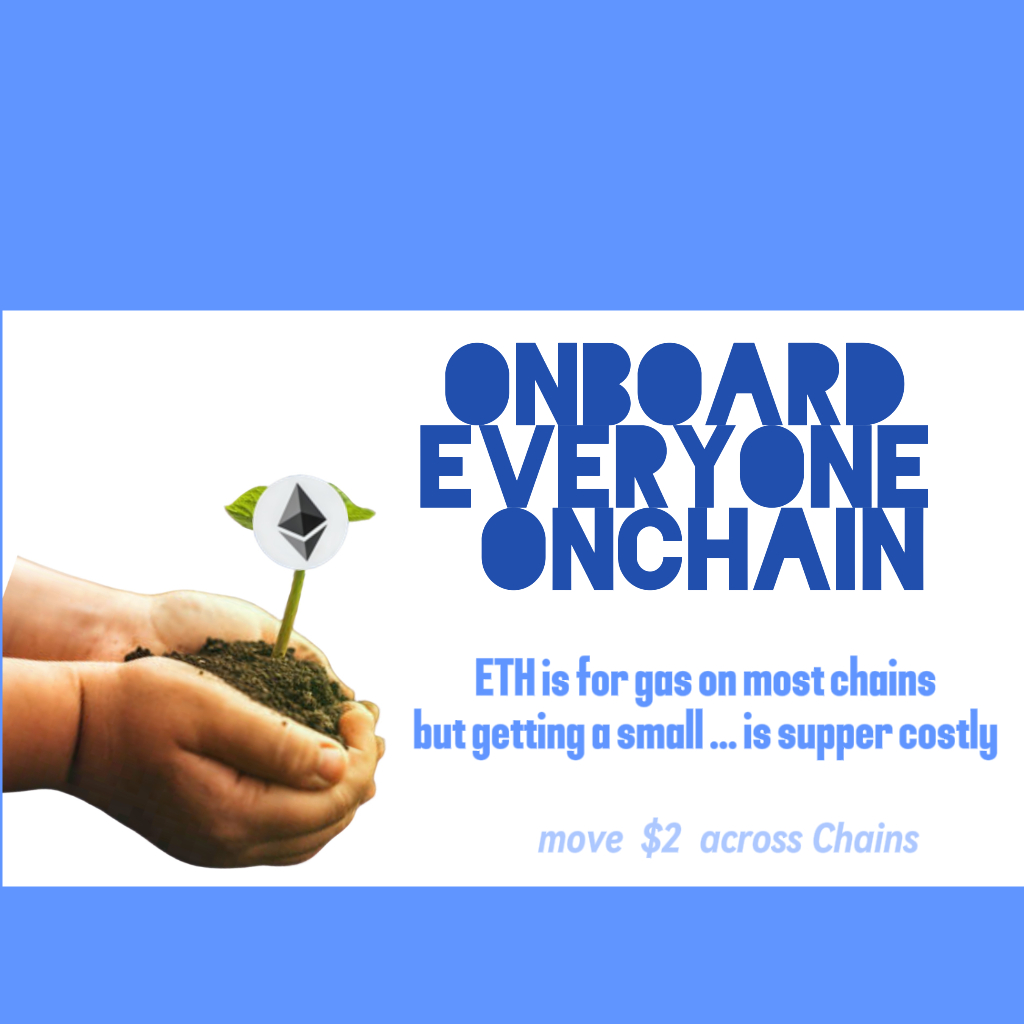 ONBOARD
EVERYONE
ONCHAIN
ETH is for gas on most chains
but getting a small ... is supper costly
move $2 across Chains